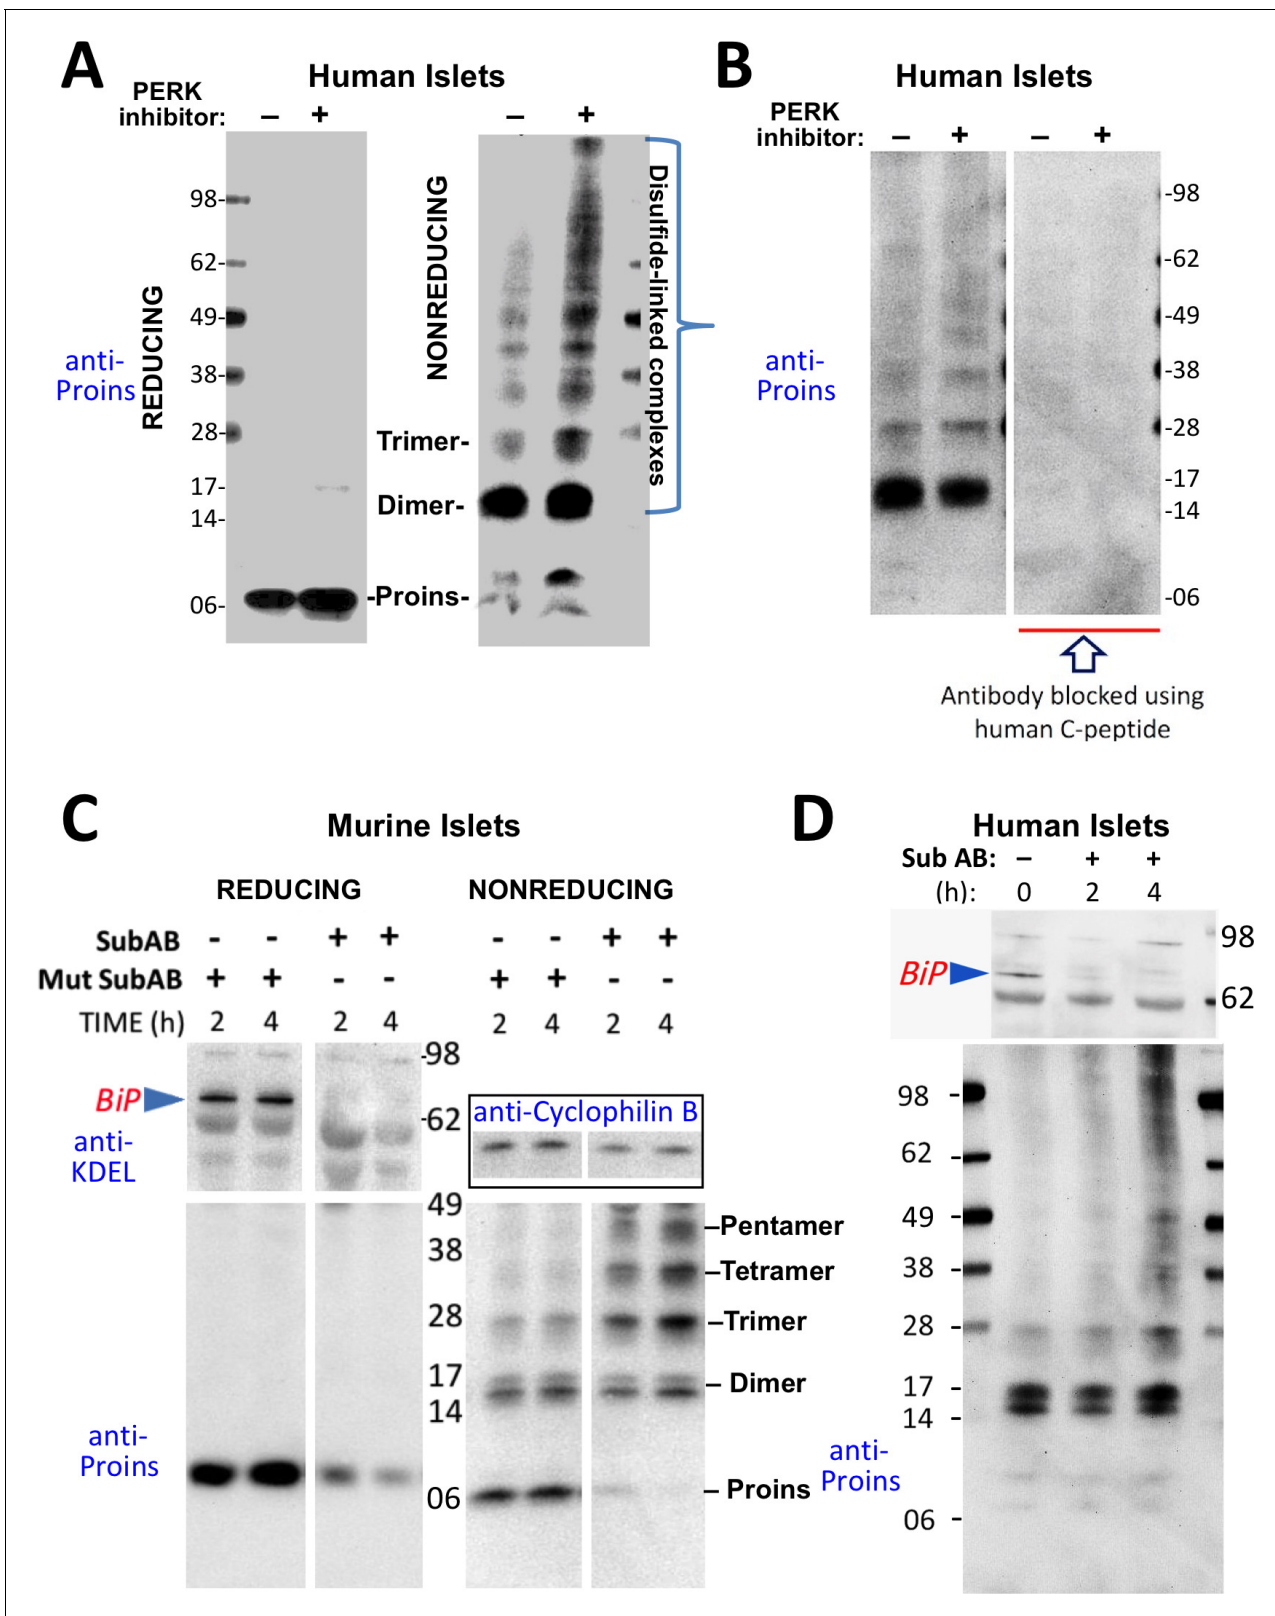 A
Human Islets
PERK
inhibitor: – +
– +
REDUCING
NONREDUCING
anti-
Proins
98-
62-
49-
38-
28-
17-
14-
06-
Trimer-
Dimer-
-Proins-
Disulfide-linked complexes
B
Human Islets
PERK
inhibitor: – + – +
anti-
Proins
-98
-62
-49
-38
-28
-17
-14
-06
Antibody blocked using
human C-peptide
C
Murine Islets
REDUCING NONREDUCING
SubAB - - + + - - + +
Mut SubAB + + - - + + - -
TIME (h) 2 4 2 4 2 4 2 4
BiP
anti-
KDEL
-98
-62
anti-Cyclophilin B
49
38
28
17
14
06
–Pentamer
–Tetramer
–Trimer
– Dimer
– Proins
anti-
Proins
D
Human Islets
Sub AB: – + +
(h): 0 2 4
BiP
98
62
98 -
62 -
49 -
38 -
28 -
17 -
14 -
06 -
anti-
Proins